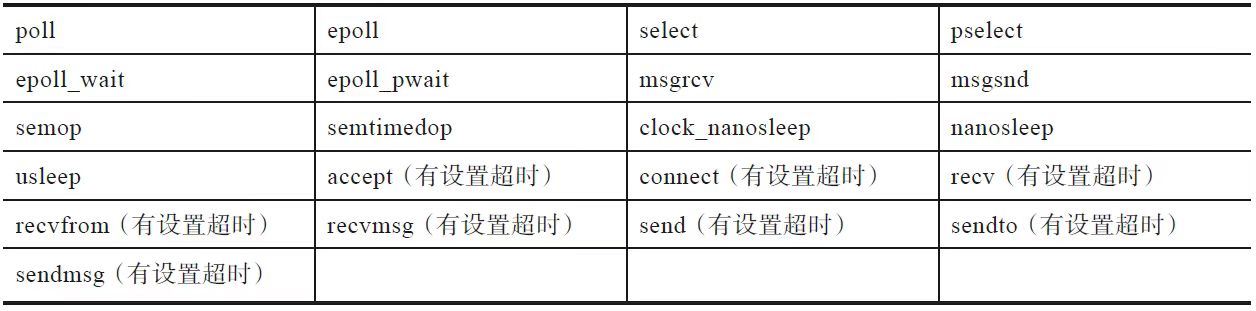 poll epoll select pselect
epoll_wait epoll_pwait msgrcv msgsnd
semop semtimedop clock_nanosleep nanosleep
usleep accept（有设置超时） connect（有设置超时） recv（有设置超时）
recvfrom（有设置超时） recvmsg（有设置超时） send（有设置超时） sendto（有设置超时）
sendmsg（有设置超时）